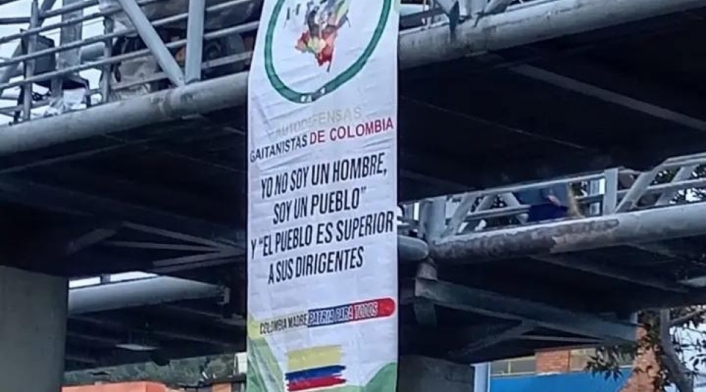 AUTODEFENSAS
GAITANISTAS DE COLOMBIA
YO NO SOY UN HOMBRE,
SOY UN PUEBLO"
Y "EL PUEBLO ES SUPERIOR
A SUS DIRIGENTES
COLOMBIA MADRE PATRIA PARA TODOS